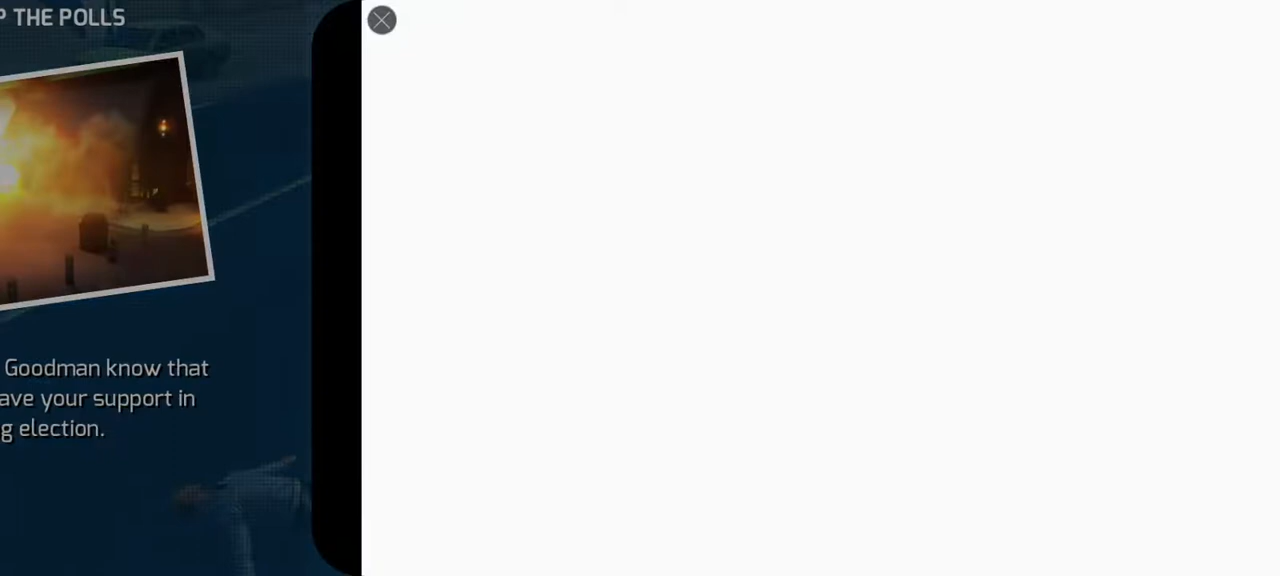 THE POLLS
Goodman know that
ave your support in
g election.